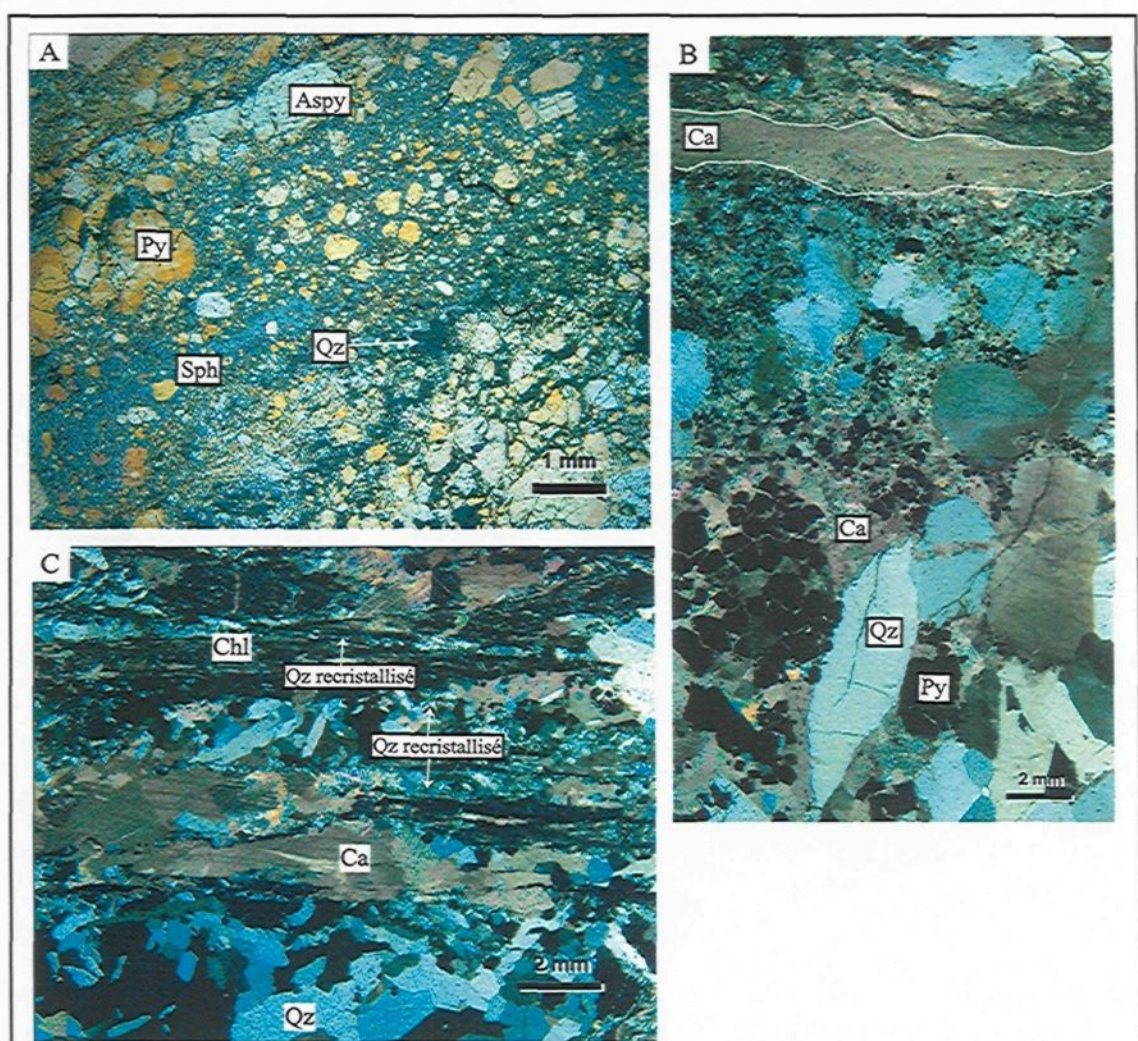 A
Aspy
Py
Qz
Sph
1 mm
B
Ca
Ca
Qz
Py
2 mm
C
Chl
Qz recristallisé
Qz recristallisé
Ca
2 mm
Qz